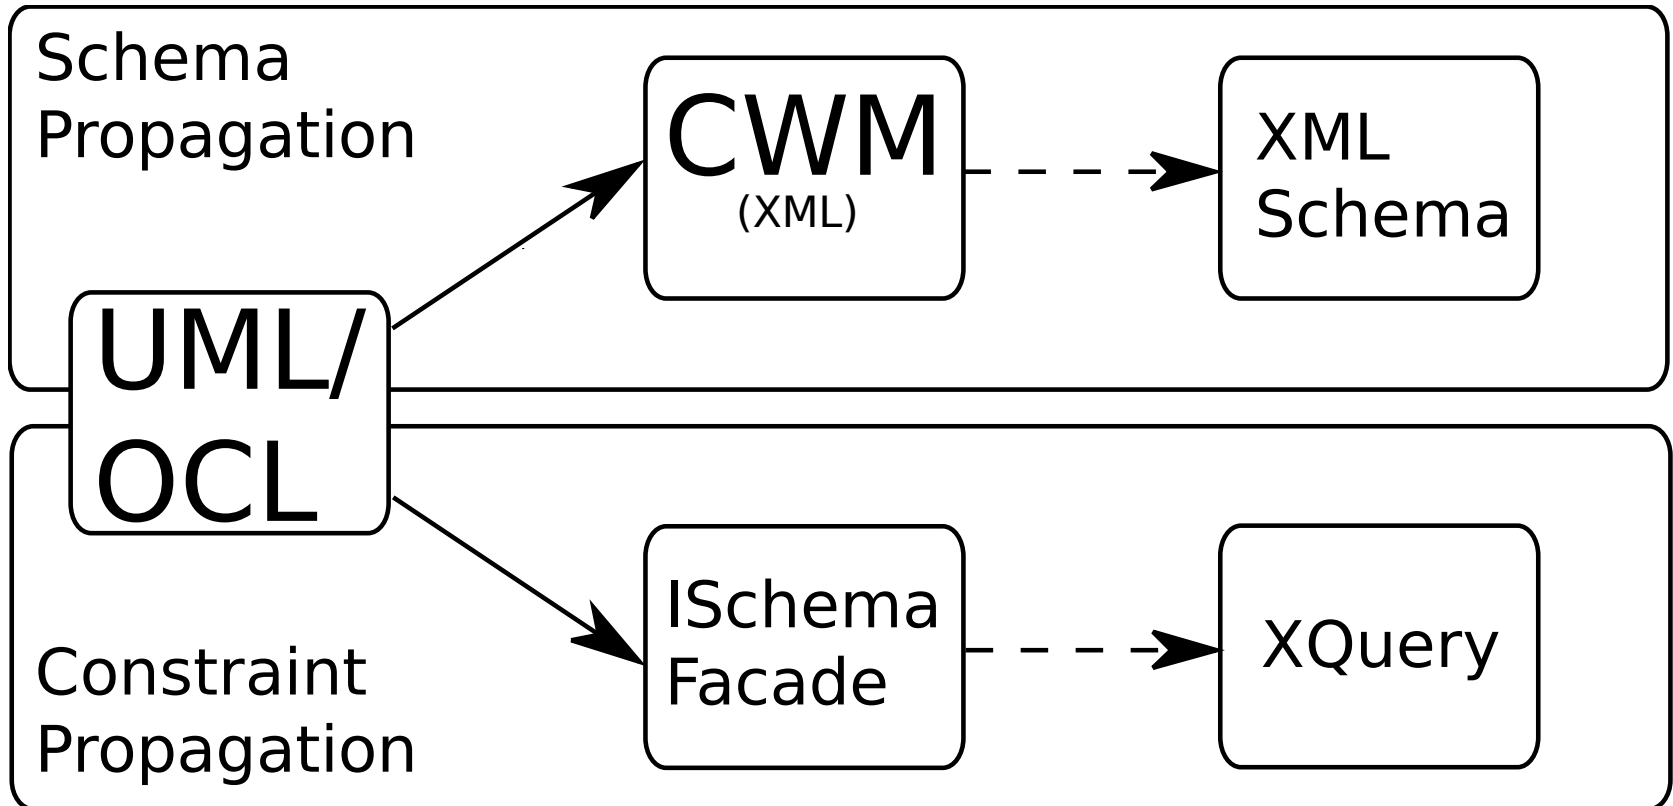 Schema
Propagation
CWM
(XML)
XML
Schema
UML/
OCL
ISchema
Facade
XQuery
Constraint
Propagation